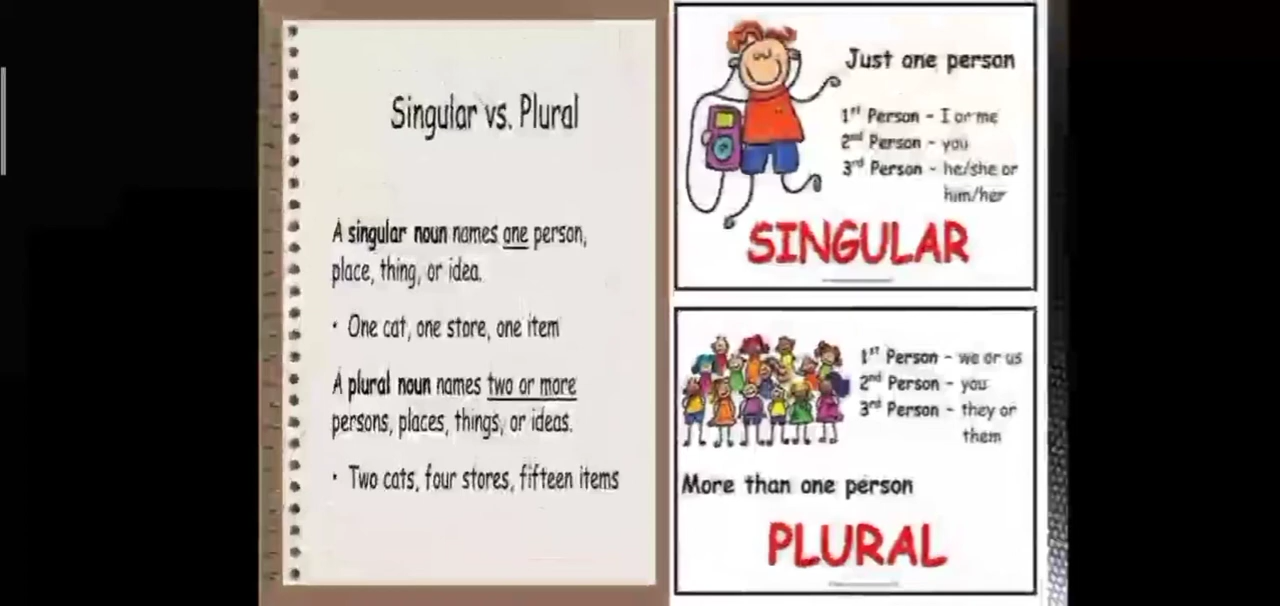 Singular vs. Plural
A singular noun names one person,
place, thing, or idea.
• One cat, one store, one item
A plural noun names two or more
persons, places, things, or ideas.
• Two cats, four stores, fifteen items
Just one person
1st Person - I or me
2nd Person - you
3rd Person - he/she or
him/her
SINGULAR
1st Person - we or us
2nd Person - you
3rd Person - they or
them
More than one person
PLURAL